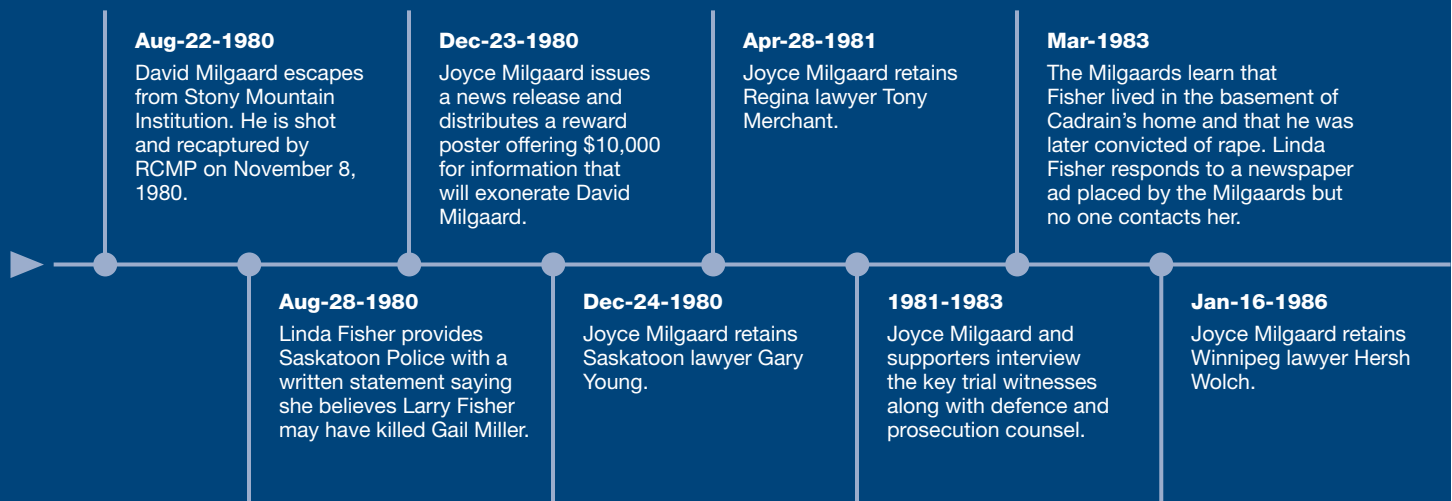 Aug-22-1980
David Milgaard escapes
from Stony Mountain
Institution. He is shot
and recaptured by
RCMP on November 8,
1980.
Aug-28-1980
Linda Fisher provides
Saskatoon Police with a
written statement saying
she believes Larry Fisher
may have killed Gail Miller.
Dec-23-1980
Joyce Milgaard issues
a news release and
distributes a reward
poster offering $10,000
for information that
will exonerate David
Milgaard.
Dec-24-1980
Joyce Milgaard retains
Saskatoon lawyer Gary
Young.
Apr-28-1981
Joyce Milgaard retains
Regina lawyer Tony
Merchant.
1981-1983
Joyce Milgaard and
supporters interview
the key trial witnesses
along with defence and
prosecution counsel.
Mar-1983
The Milgaards learn that
Fisher lived in the basement of
Cadrain’s home and that he was
later convicted of rape. Linda
Fisher responds to a newspaper
ad placed by the Milgaards but
no one contacts her.
Jan-16-1986
Joyce Milgaard retains
Winnipeg lawyer Hersh
Wolch.